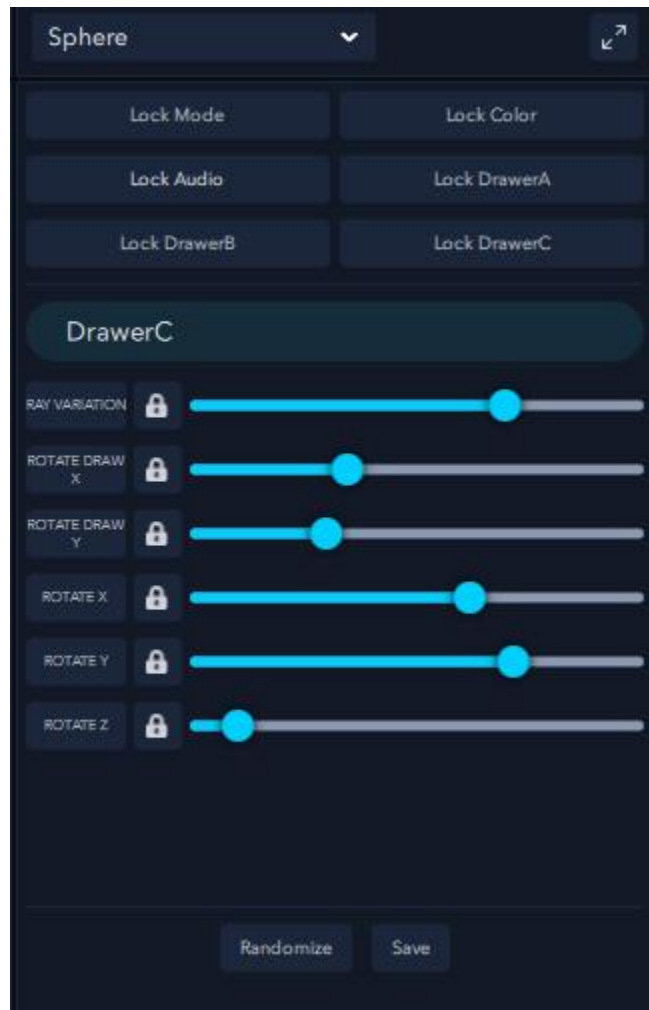 Sphere
Lock Mode
Lock Color
Lock Audio
Lock DrawerA
Lock DrawerB
Lock DrawerC
DrawerC
RAY VARIATION
ROTATE DRAW
X
ROTATE DRAW
Y
ROTATE X
ROTATE Y
ROTATE Z
Randomize
Save